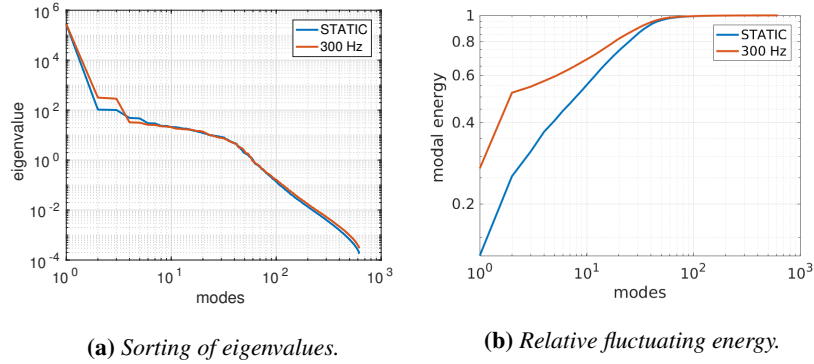 10^6
10^4
10^2
10^0
10^-2
10^-4
eigenvalue
STATIC
300 Hz
10^0
10^1
10^2
10^3
modes
(a) Sorting of eigenvalues.
1
0.6
0.4
0.2
modal energy
STATIC
300 Hz
10^0
10^1
10^2
10^3
modes
(b) Relative fluctuating energy.